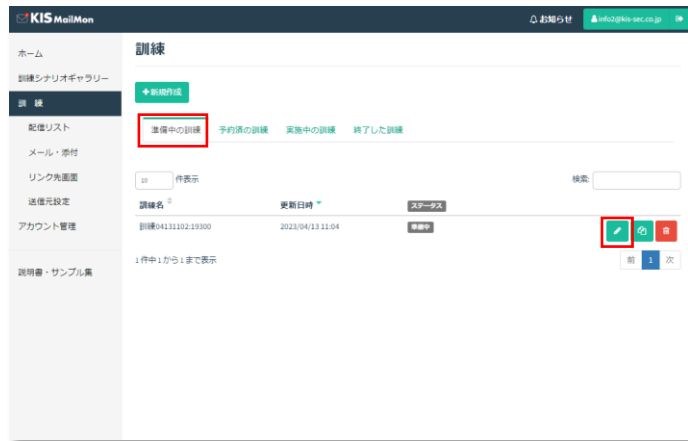 KIS MailMon
お知らせ
info2@kis-sec.co.jp
ホーム
訓練シナリオギャラリー
訓 練
配信リスト
メール・添付
リンク先画面
送信元設定
アカウント管理
説明書・サンプル集
訓練
+新規作成
準備中の訓練 予約済の訓練 実施中の訓練 終了した訓練
10 件表示
検索:
訓練名 更新日時 ステータス
訓練04131102:19300 2023/04/13 11:04 準備中
1 件中 1 から 1 まで表示
前 1 次